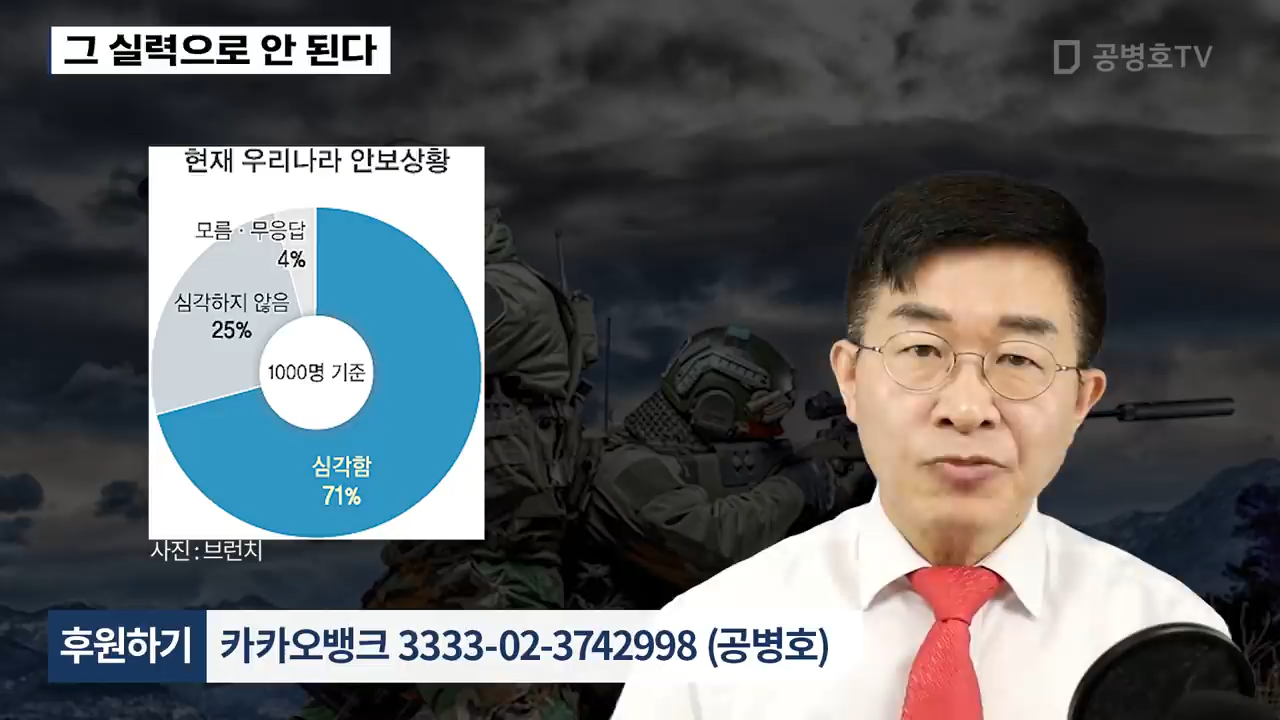 그 실력으로 안 된다
공병호TV
현재 우리나라 안보상황
모름·무응답
4%
심각하지 않음
25%
1000명 기준
심각함
71%
사진 : 브런치
후원하기
카카오뱅크 3333-02-3742998 (공병호)